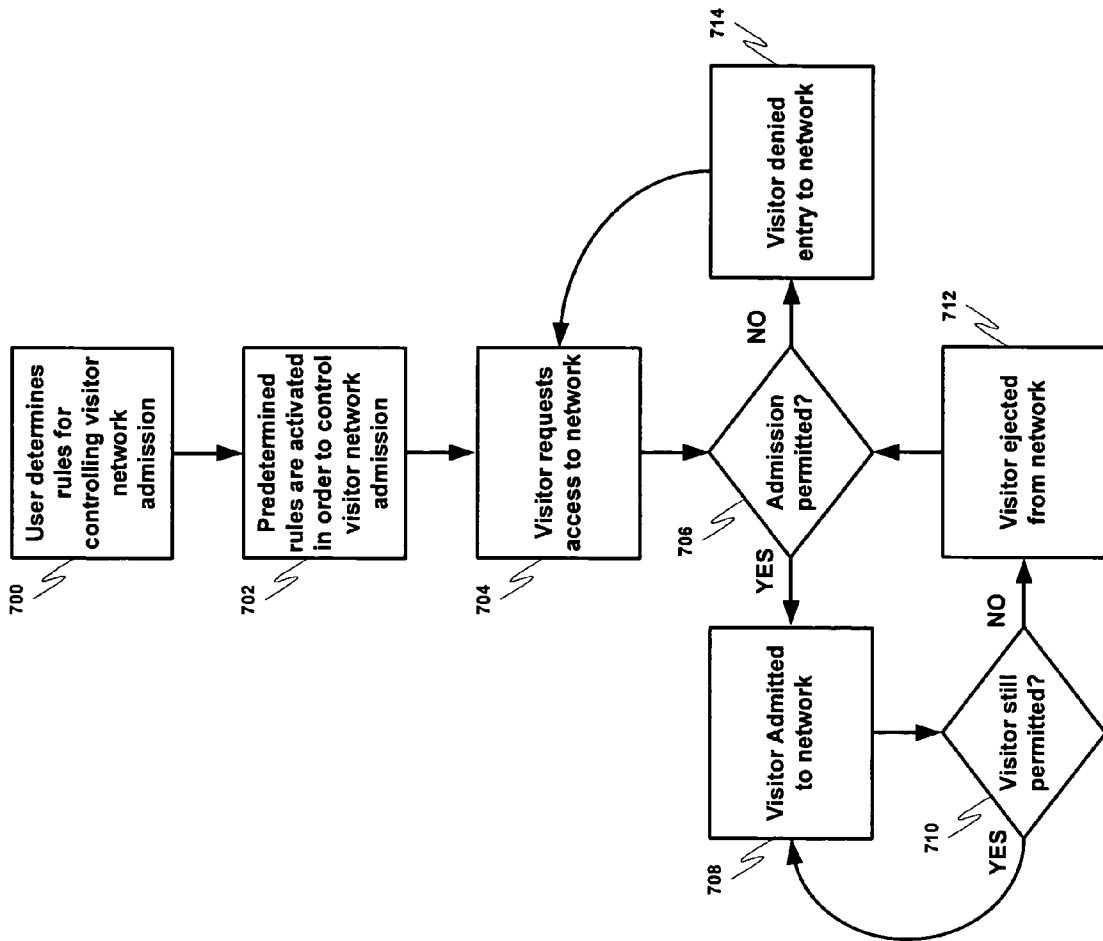 700
User determines
rules for
controlling visitor
network
admission
702
Predetermined
rules are activated
in order to control
visitor network
admission
704
Visitor requests
access to network
706
Admission
permitted?
YES
NO
708
Visitor Admitted
to network
714
Visitor denied
entry to network
710
Visitor still
permitted?
YES
NO
712
Visitor ejected
from network